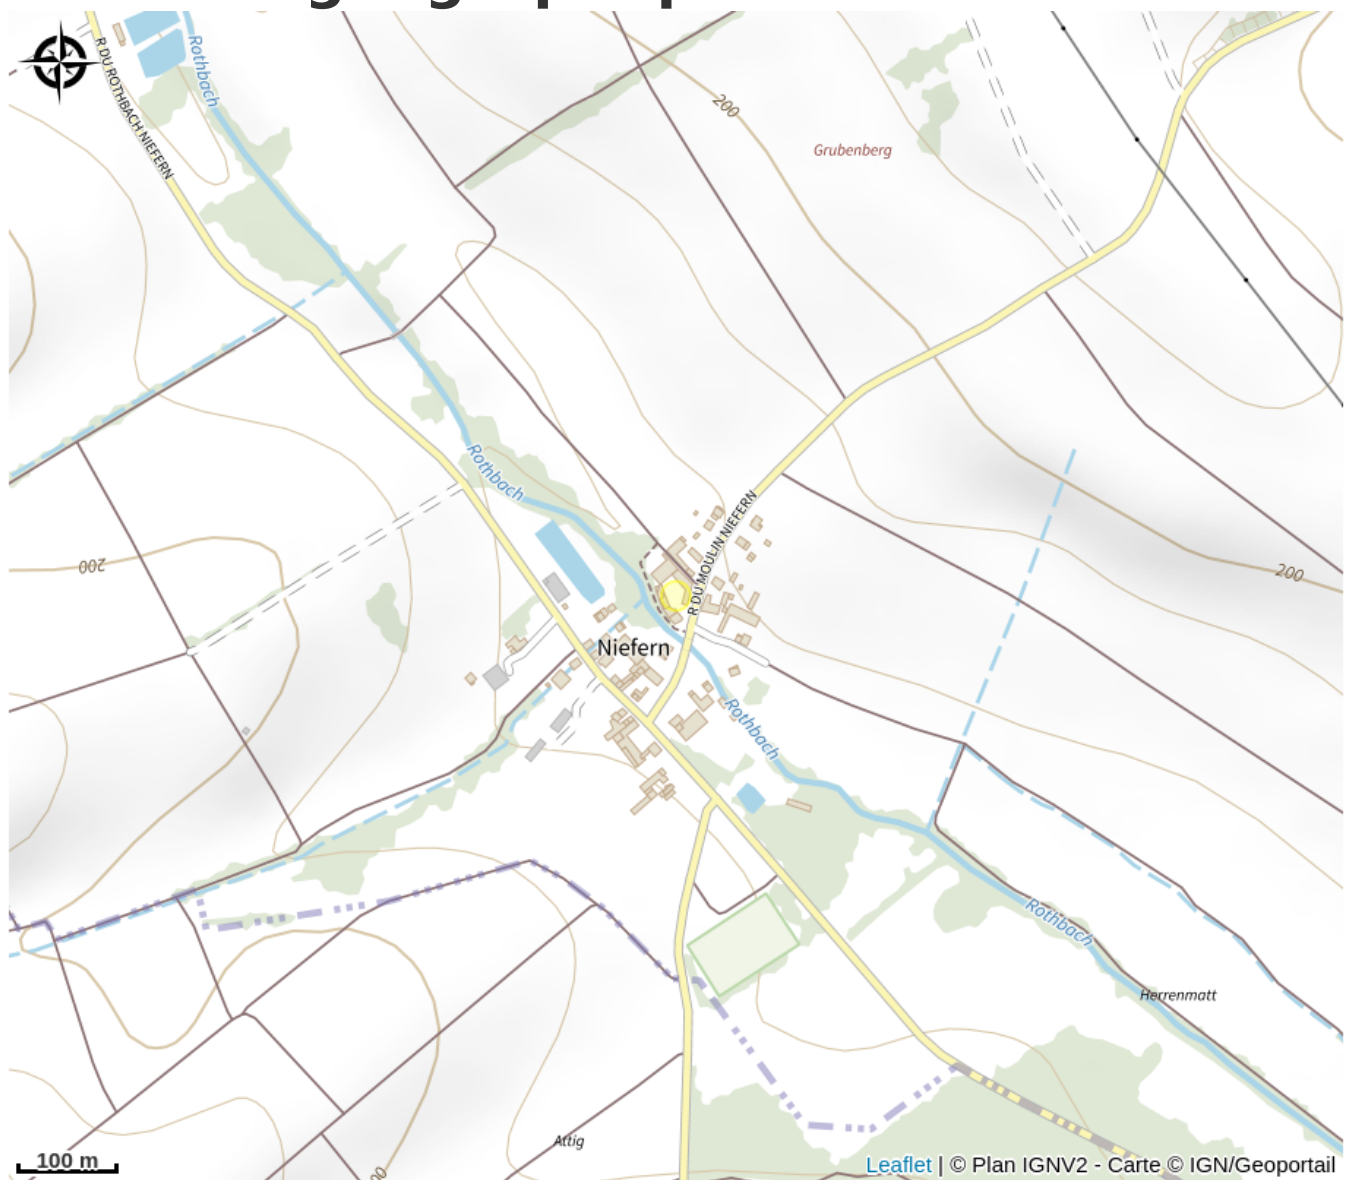 Rothbach
R DU ROTHBACH NIEFERN
200
Grubenberg
Rothbach
R DU MOULIN NIEFERN
200
200
Niefern
Rothbach
Rothbach
Herrenmatt
Attig
100 m
Leaflet | © Plan IGNV2 - Carte © IGN/Geoportail